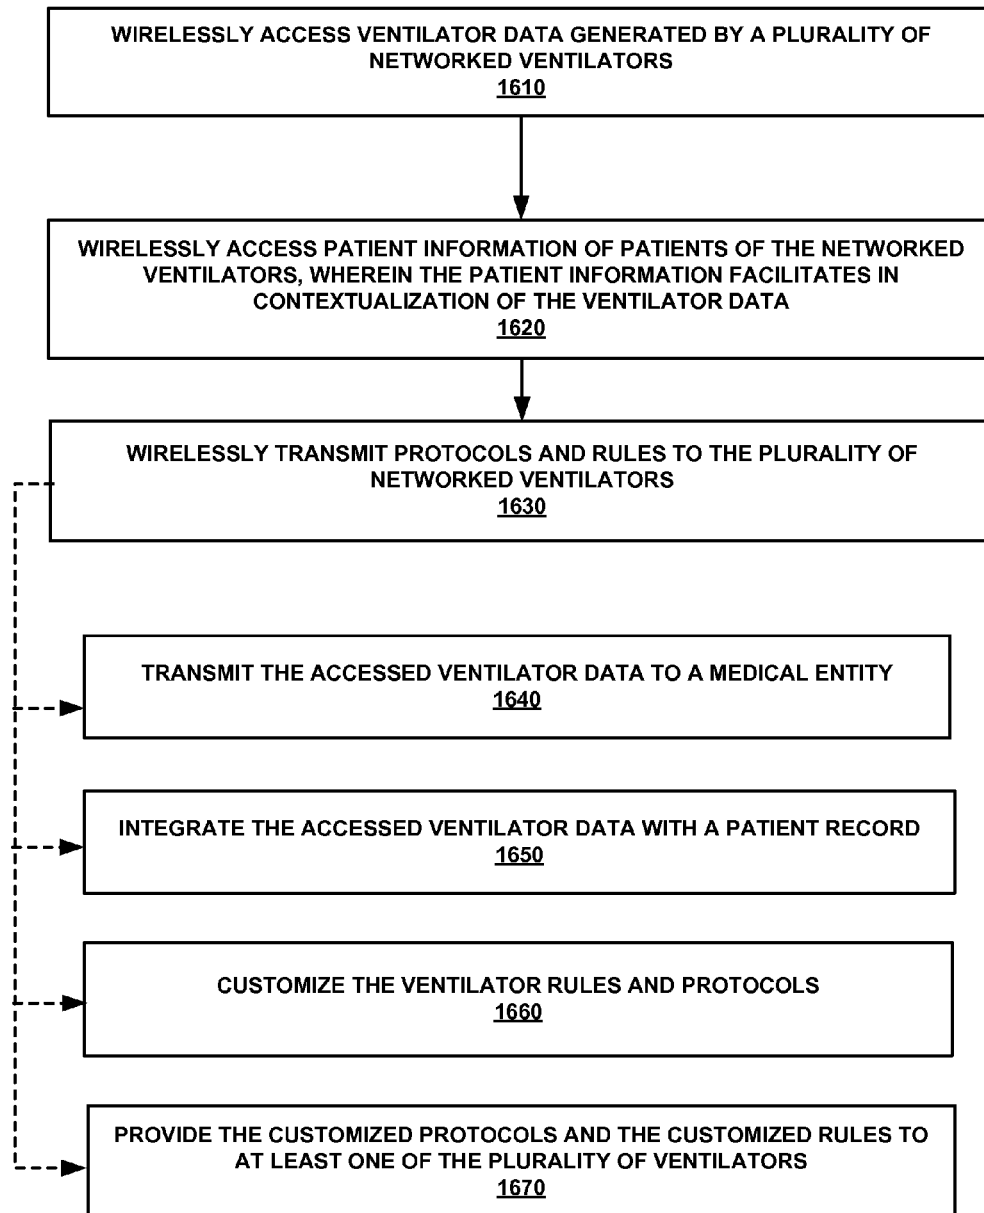 WIRELESSLY ACCESS VENTILATOR DATA GENERATED BY A PLURALITY OF
NETWORKED VENTILATORS
1610
WIRELESSLY ACCESS PATIENT INFORMATION OF PATIENTS OF THE NETWORKED
VENTILATORS, WHEREIN THE PATIENT INFORMATION FACILITATES IN
CONTEXTUALIZATION OF THE VENTILATOR DATA
1620
WIRELESSLY TRANSMIT PROTOCOLS AND RULES TO THE PLURALITY OF
NETWORKED VENTILATORS
1630
TRANSMIT THE ACCESSED VENTILATOR DATA TO A MEDICAL ENTITY
1640
INTEGRATE THE ACCESSED VENTILATOR DATA WITH A PATIENT RECORD
1650
CUSTOMIZE THE VENTILATOR RULES AND PROTOCOLS
1660
PROVIDE THE CUSTOMIZED PROTOCOLS AND THE CUSTOMIZED RULES TO
AT LEAST ONE OF THE PLURALITY OF VENTILATORS
1670